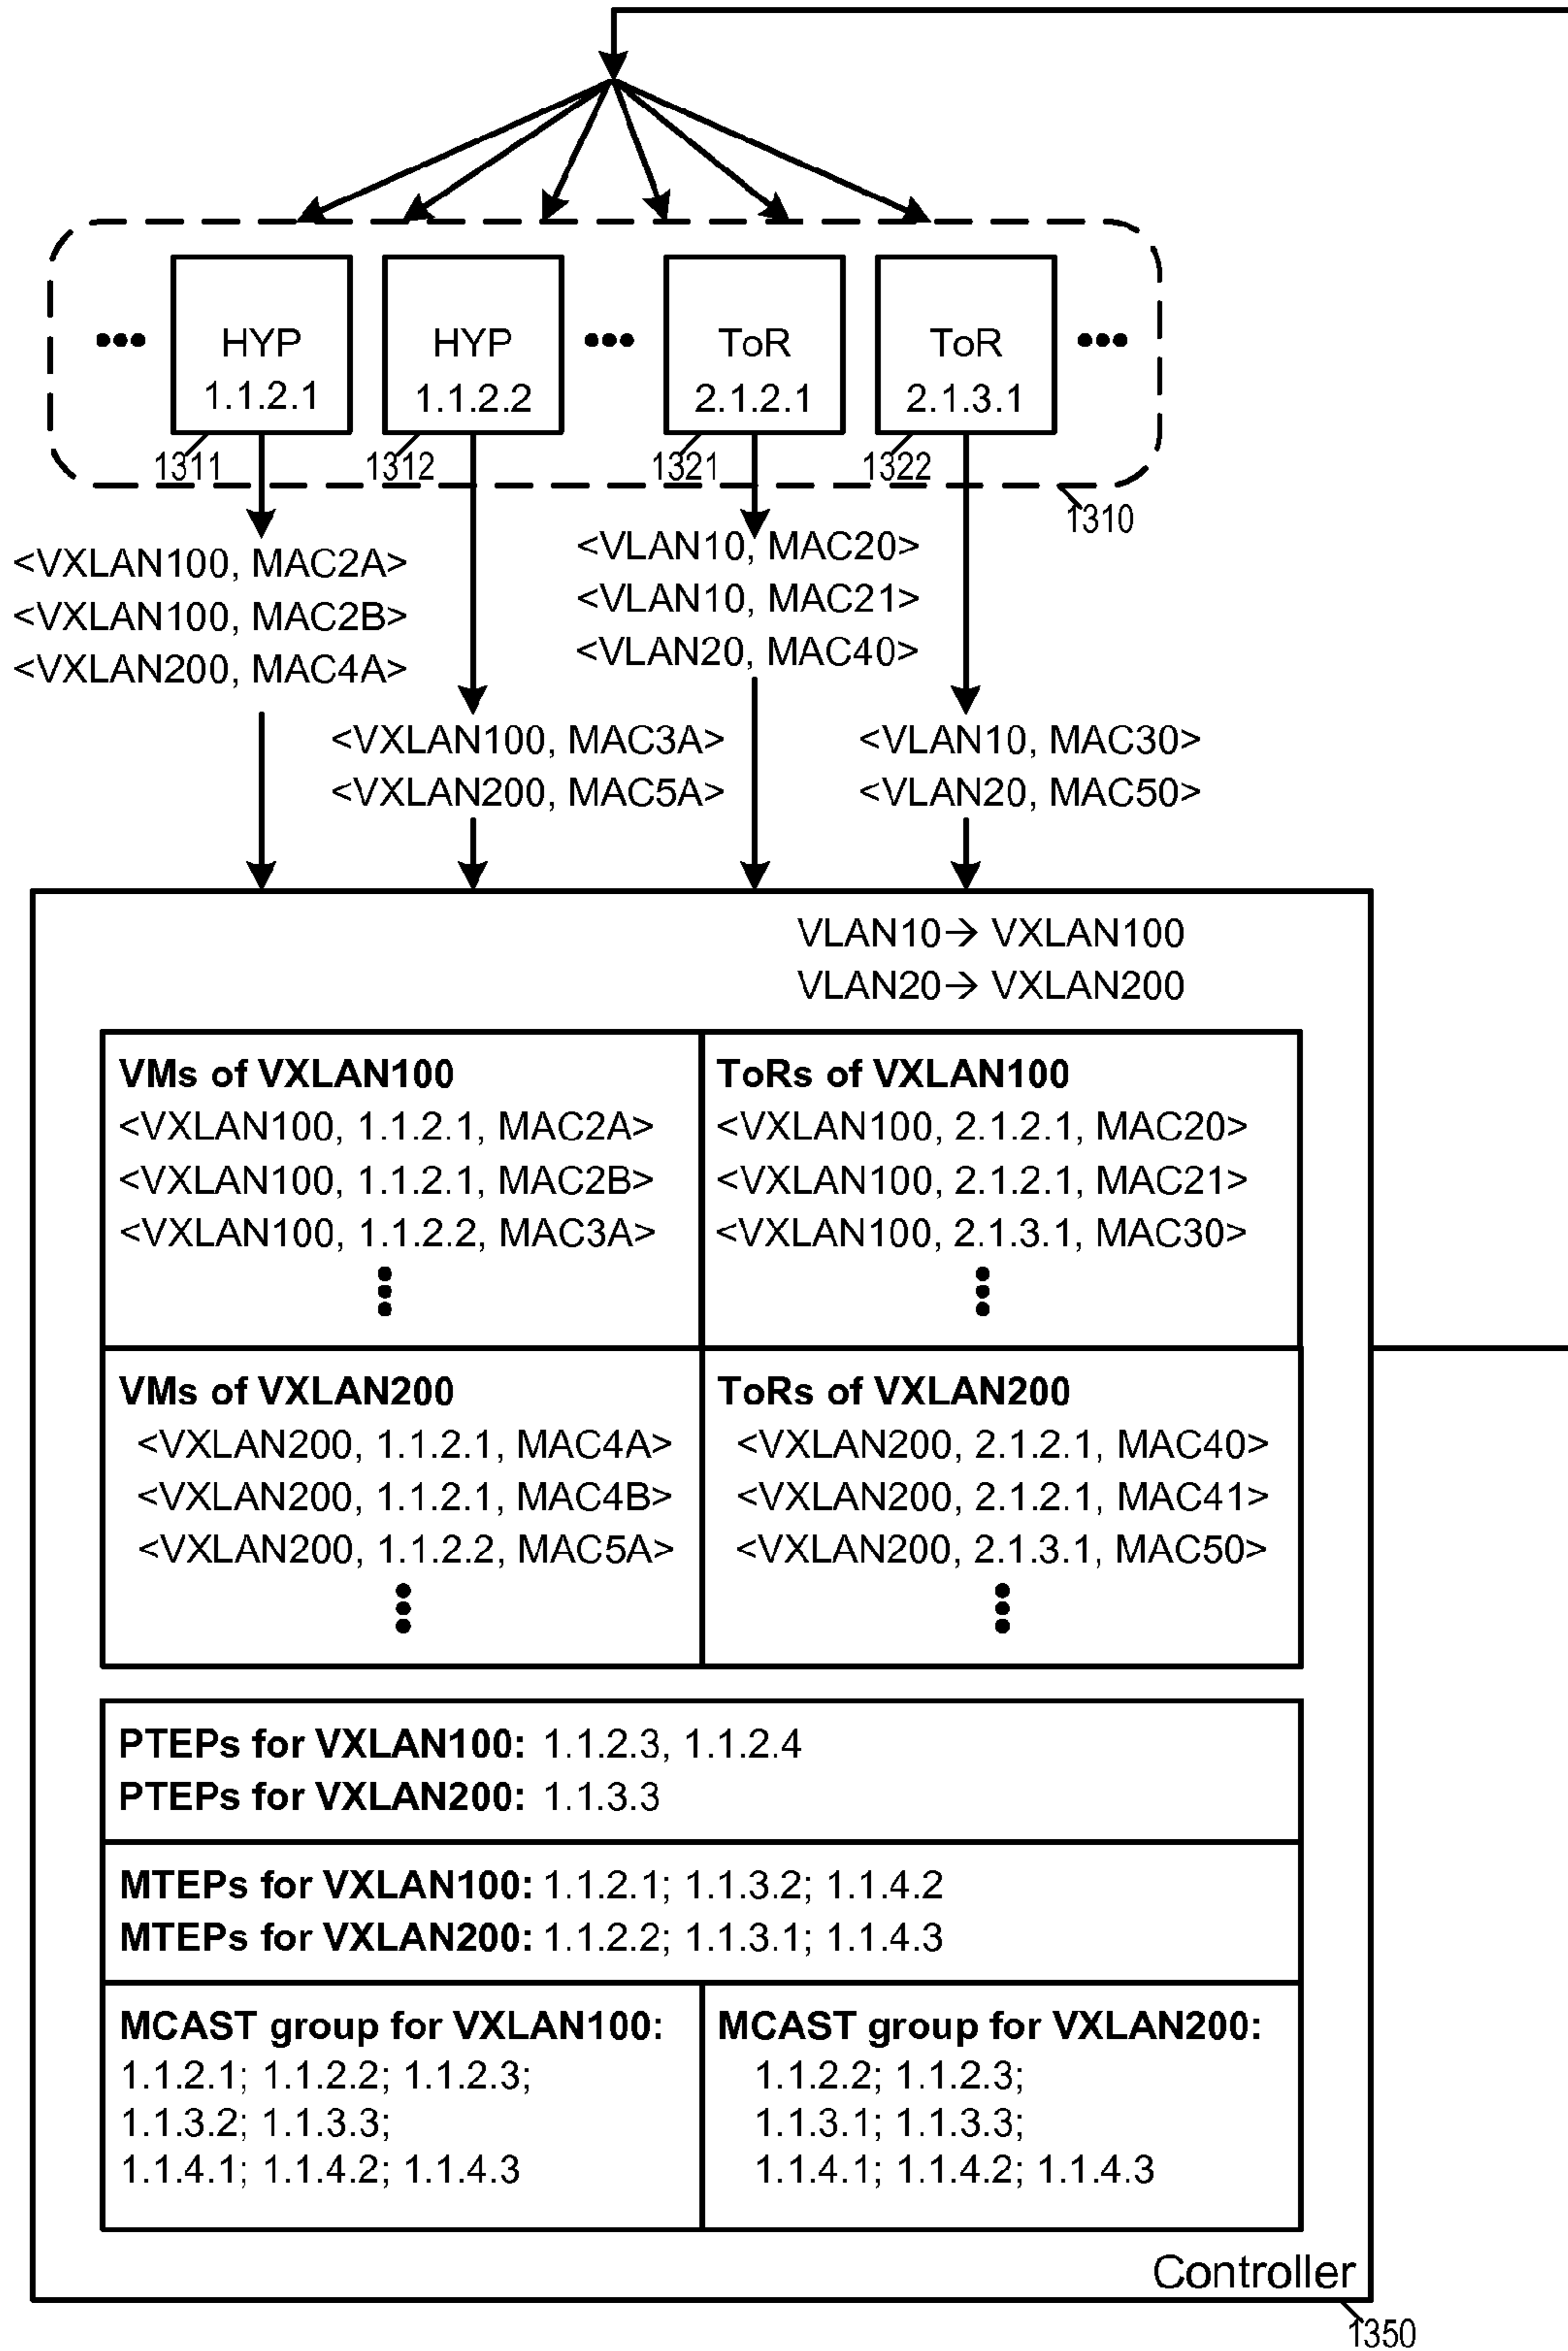 HYP
1.1.2.1
HYP
1.1.2.2
ToR
2.1.2.1
ToR
2.1.3.1
1311
1312
1321
1322
1310
<VXLAN100, MAC2A>
<VXLAN100, MAC2B>
<VXLAN200, MAC4A>
<VLAN10, MAC20>
<VLAN10, MAC21>
<VLAN20, MAC40>
<VXLAN100, MAC3A>
<VXLAN200, MAC5A>
<VLAN10, MAC30>
<VLAN20, MAC50>
VLAN10→ VXLAN100
VLAN20→ VXLAN200
VMs of VXLAN100
<VXLAN100, 1.1.2.1, MAC2A>
<VXLAN100, 1.1.2.1, MAC2B>
<VXLAN100, 1.1.2.2, MAC3A>
ToRs of VXLAN100
<VXLAN100, 2.1.2.1, MAC20>
<VXLAN100, 2.1.2.1, MAC21>
<VXLAN100, 2.1.3.1, MAC30>
VMs of VXLAN200
<VXLAN200, 1.1.2.1, MAC4A>
<VXLAN200, 1.1.2.1, MAC4B>
<VXLAN200, 1.1.2.2, MAC5A>
ToRs of VXLAN200
<VXLAN200, 2.1.2.1, MAC40>
<VXLAN200, 2.1.2.1, MAC41>
<VXLAN200, 2.1.3.1, MAC50>
PTEPs for VXLAN100: 1.1.2.3, 1.1.2.4
PTEPs for VXLAN200: 1.1.3.3
MTEPs for VXLAN100: 1.1.2.1; 1.1.3.2; 1.1.4.2
MTEPs for VXLAN200: 1.1.2.2; 1.1.3.1; 1.1.4.3
MCAST group for VXLAN100:
1.1.2.1; 1.1.2.2; 1.1.2.3;
1.1.3.2; 1.1.3.3;
1.1.4.1; 1.1.4.2; 1.1.4.3
MCAST group for VXLAN200:
1.1.2.2; 1.1.2.3;
1.1.3.1; 1.1.3.3;
1.1.4.1; 1.1.4.2; 1.1.4.3
Controller
1350